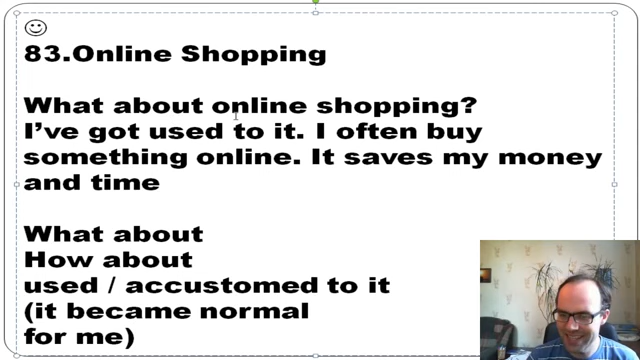 83.Online Shopping
What about online shopping?
I’ve got used to it. I often buy
something online. It saves my money
and time
What about
How about
used / accustomed to it
(it became normal
for me)